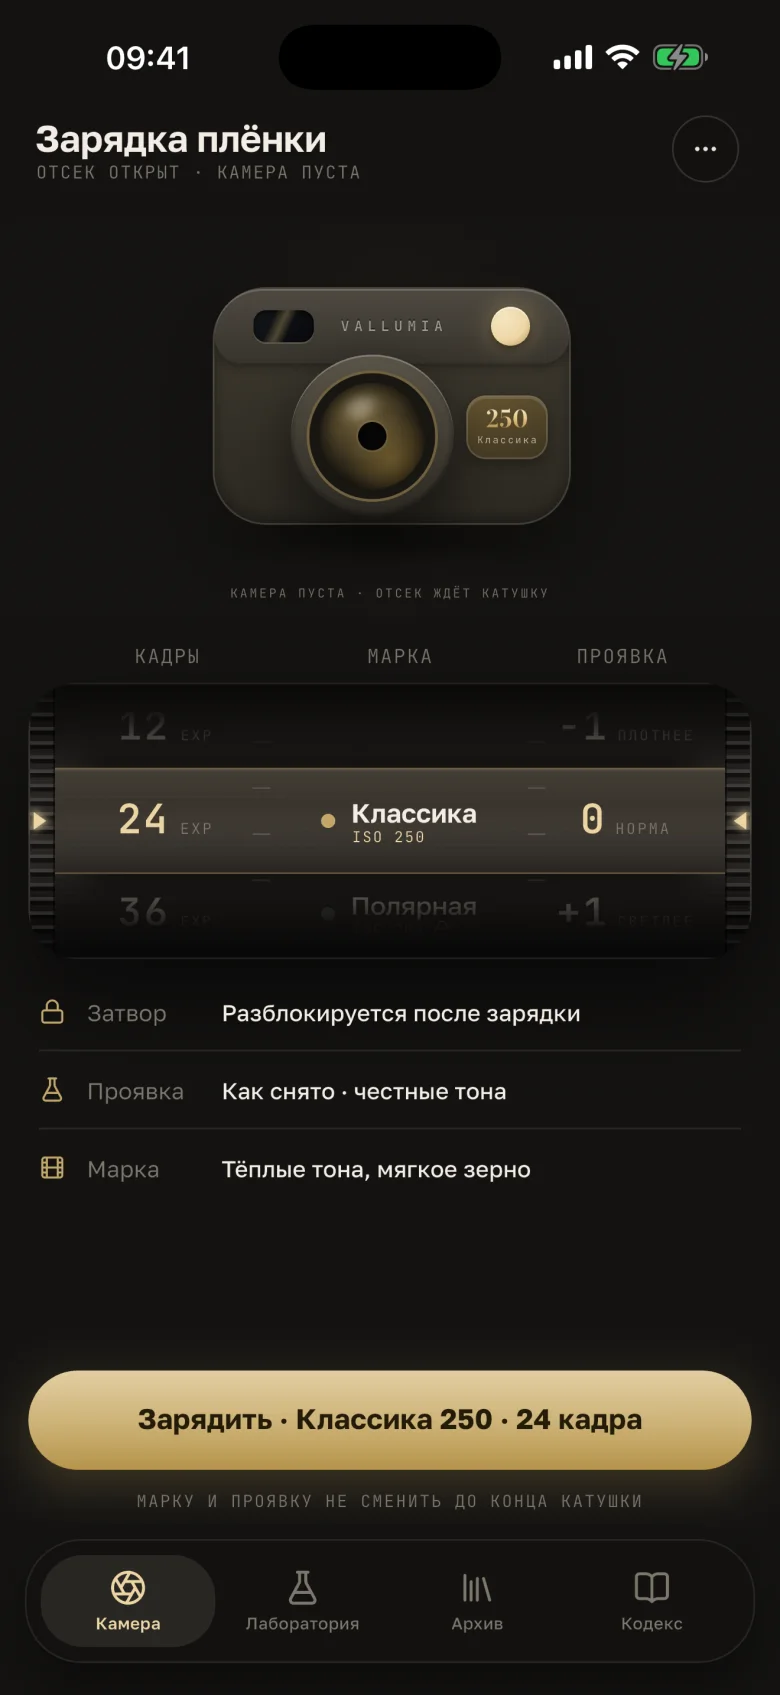 09:41
Зарядка плёнки
ОТСЕК ОТКРЫТ · КАМЕРА ПУСТА
VALLUMIA
250
Классика
КАМЕРА ПУСТА · ОТСЕК ЖДЁТ КАТУШКУ
КАДРЫ МАРКА ПРОЯВКА
12 EXP -1 ПЛОТНЕЕ
24 EXP Классика 0 НОРМА
ISO 250
36 EXP Полярная +1 СВЕТЛЕЕ
Затвор Разблокируется после зарядки
Проявка Как снято · честные тона
Марка Тёплые тона, мягкое зерно
Зарядить · Классика 250 · 24 кадра
МАРКУ И ПРОЯВКУ НЕ СМЕНИТЬ ДО КОНЦА КАТУШКИ
Камера Лаборатория Архив Кодекс